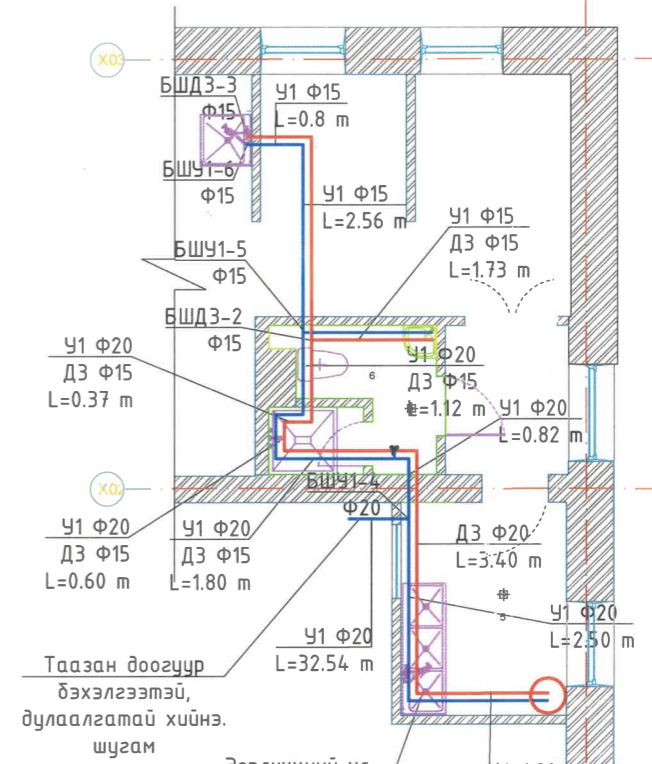 X03
БШДЗ-3
Ф15
У1 Ф15
L=0.8 m
БШУ1-6
Ф15
У1 Ф15
L=2.56 m
У1 Ф15
ДЗ Ф15
L=1.73 m
БШУ1-5
Ф15
БШДЗ-2
Ф15
У1 Ф20
ДЗ Ф15
L=0.37 m
У1 Ф20
ДЗ Ф15
L=1.12 m
6
У1 Ф20
L=0.82 m
X02
БШУ1-4
Ф20
У1 Ф20
ДЗ Ф15
L=0.60 m
У1 Ф20
ДЗ Ф15
L=1.80 m
ДЗ Ф20
L=3.40 m
5
У1 Ф20
L=2.50 m
У1 Ф20
L=32.54 m
Таазан доогуур
бэхэлгээтэй,
дулаалгатай хийнэ.
шугам